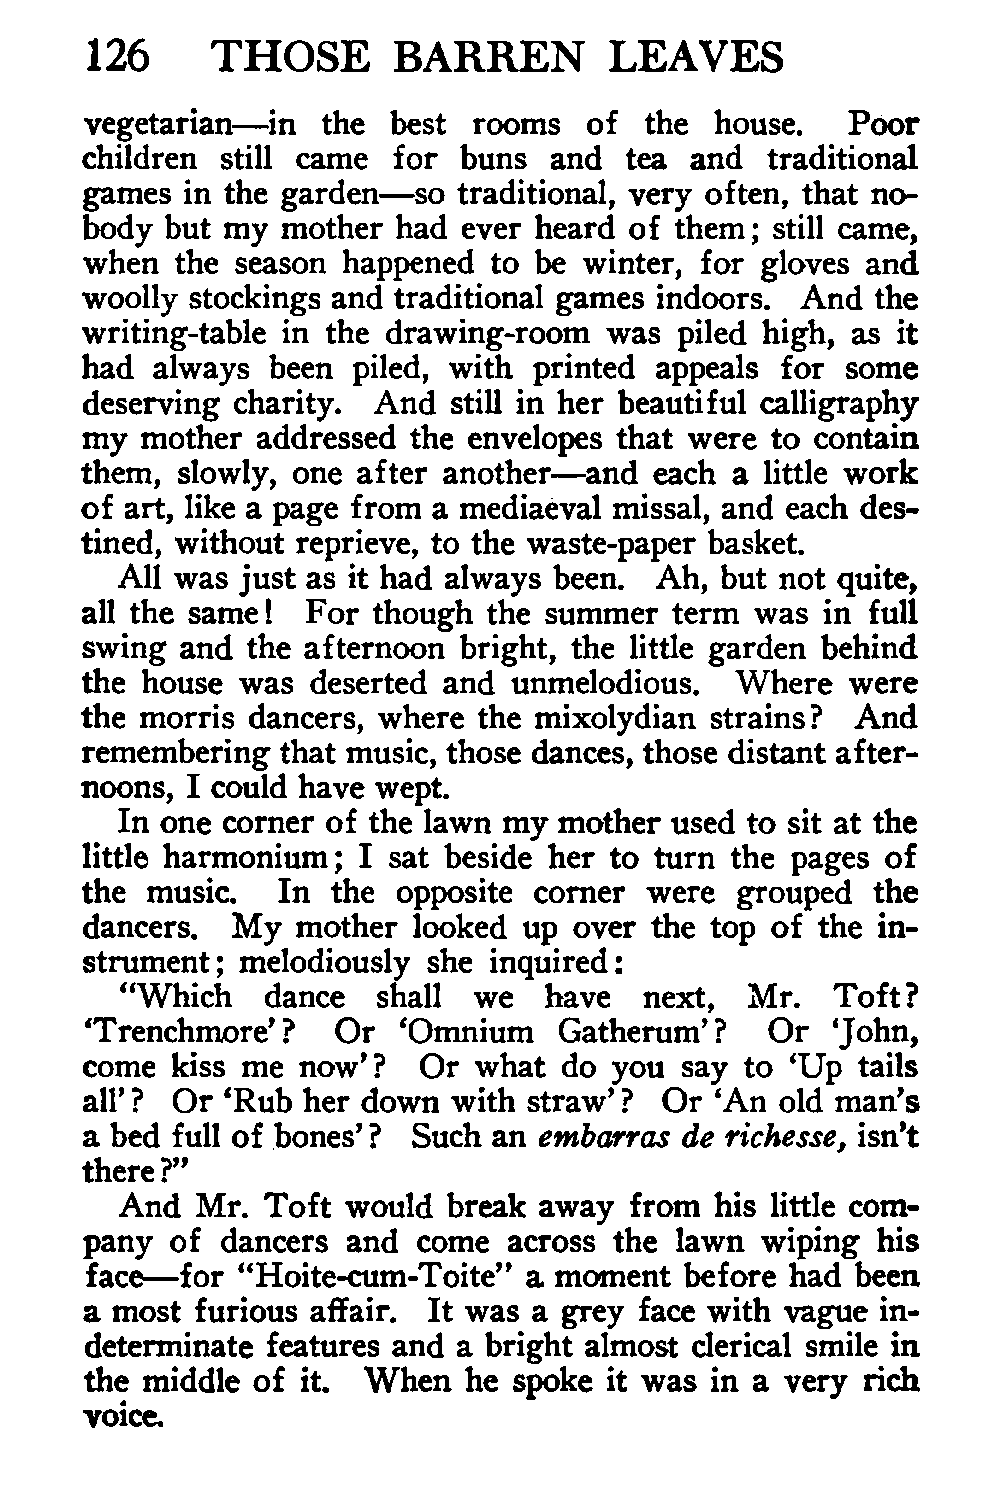 126 THOSE BARREN LEAVES
vegetarian—in the best rooms of the house. Poor
children still came for buns and tea and traditional
games in the garden—so traditional, very often, that no-
body but my mother had ever heard of them; still came,
when the season happened to be winter, for gloves and
woolly stockings and traditional games indoors. And the
writing-table in the drawing-room was piled high, as it
had always been piled, with printed appeals for some
deserving charity. And still in her beautiful calligraphy
my mother addressed the envelopes that were to contain
them, slowly, one after another—and each a little work
of art, like a page from a mediaeval missal, and each des-
tined, without reprieve, to the waste-paper basket.
All was just as it had always been. Ah, but not quite,
all the same! For though the summer term was in full
swing and the afternoon bright, the little garden behind
the house was deserted and unmelodious. Where were
the morris dancers, where the mixolydian strains? And
remembering that music, those dances, those distant after-
noons, I could have wept.
In one corner of the lawn my mother used to sit at the
little harmonium; I sat beside her to turn the pages of
the music. In the opposite corner were grouped the
dancers. My mother looked up over the top of the in-
strument; melodiously she inquired:
“Which dance shall we have next, Mr. Toft?
‘Trenchmore’? Or ‘Omnium Gatherum’? Or ‘John,
come kiss me now’? Or what do you say to ‘Up tails
all’? Or ‘Rub her down with straw’? Or ‘An old man’s
a bed full of bones’? Such an embarras de richesse, isn’t
there?”
And Mr. Toft would break away from his little com-
pany of dancers and come across the lawn wiping his
face—for “Hoite-cum-Toite” a moment before had been
a most furious affair. It was a grey face with vague in-
determinate features and a bright almost clerical smile in
the middle of it. When he spoke it was in a very rich
voice.